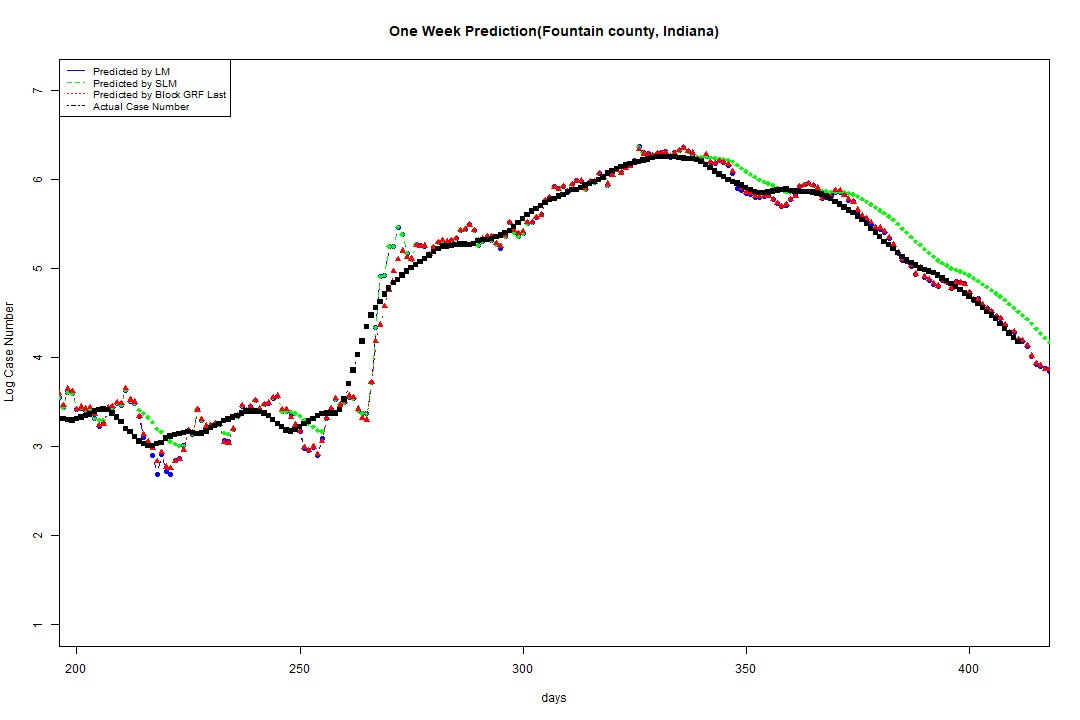 One Week Prediction(Fountain county, Indiana)
Predicted by LM
Predicted by SLM
Predicted by Block GRF Last
Actual Case Number
7
6
5
4
3
2
1
Log Case Number
200 250 300 350 400
days